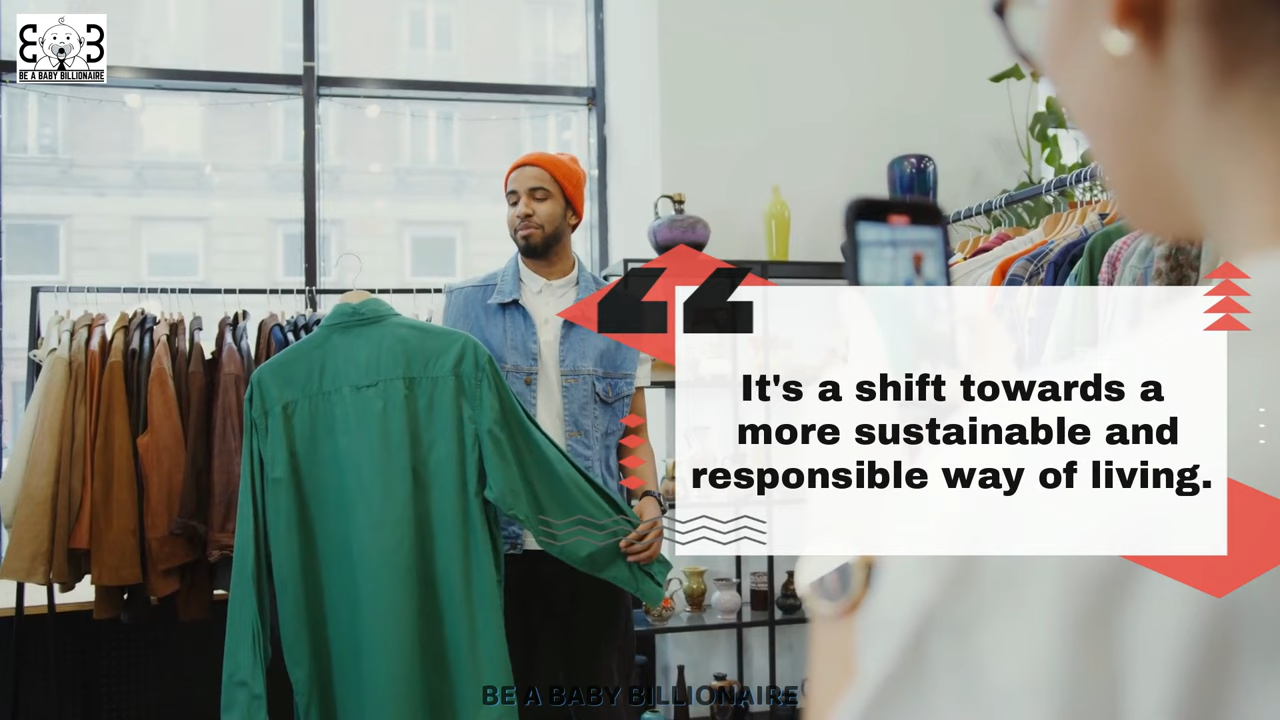 BE A BABY BILLIONAIRE
It's a shift towards a
more sustainable and
responsible way of living.
BE A BABY BILLIONAIRE